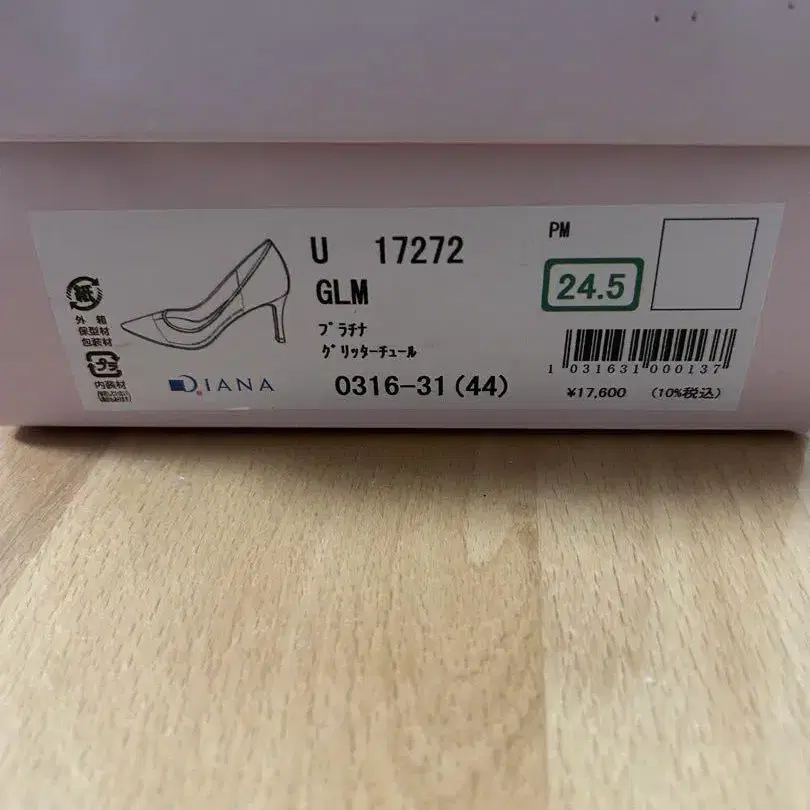 紙
外 箱
保型材
包装材
プラ
内装材
DIANA
U 17272
GLM
ﾌﾟﾗﾁﾅ
ｸﾞﾘｯﾀｰﾁｭｰﾙ
0316-31(44)
PM
24.5
1 031631 000137
¥17,600 (10%税込)